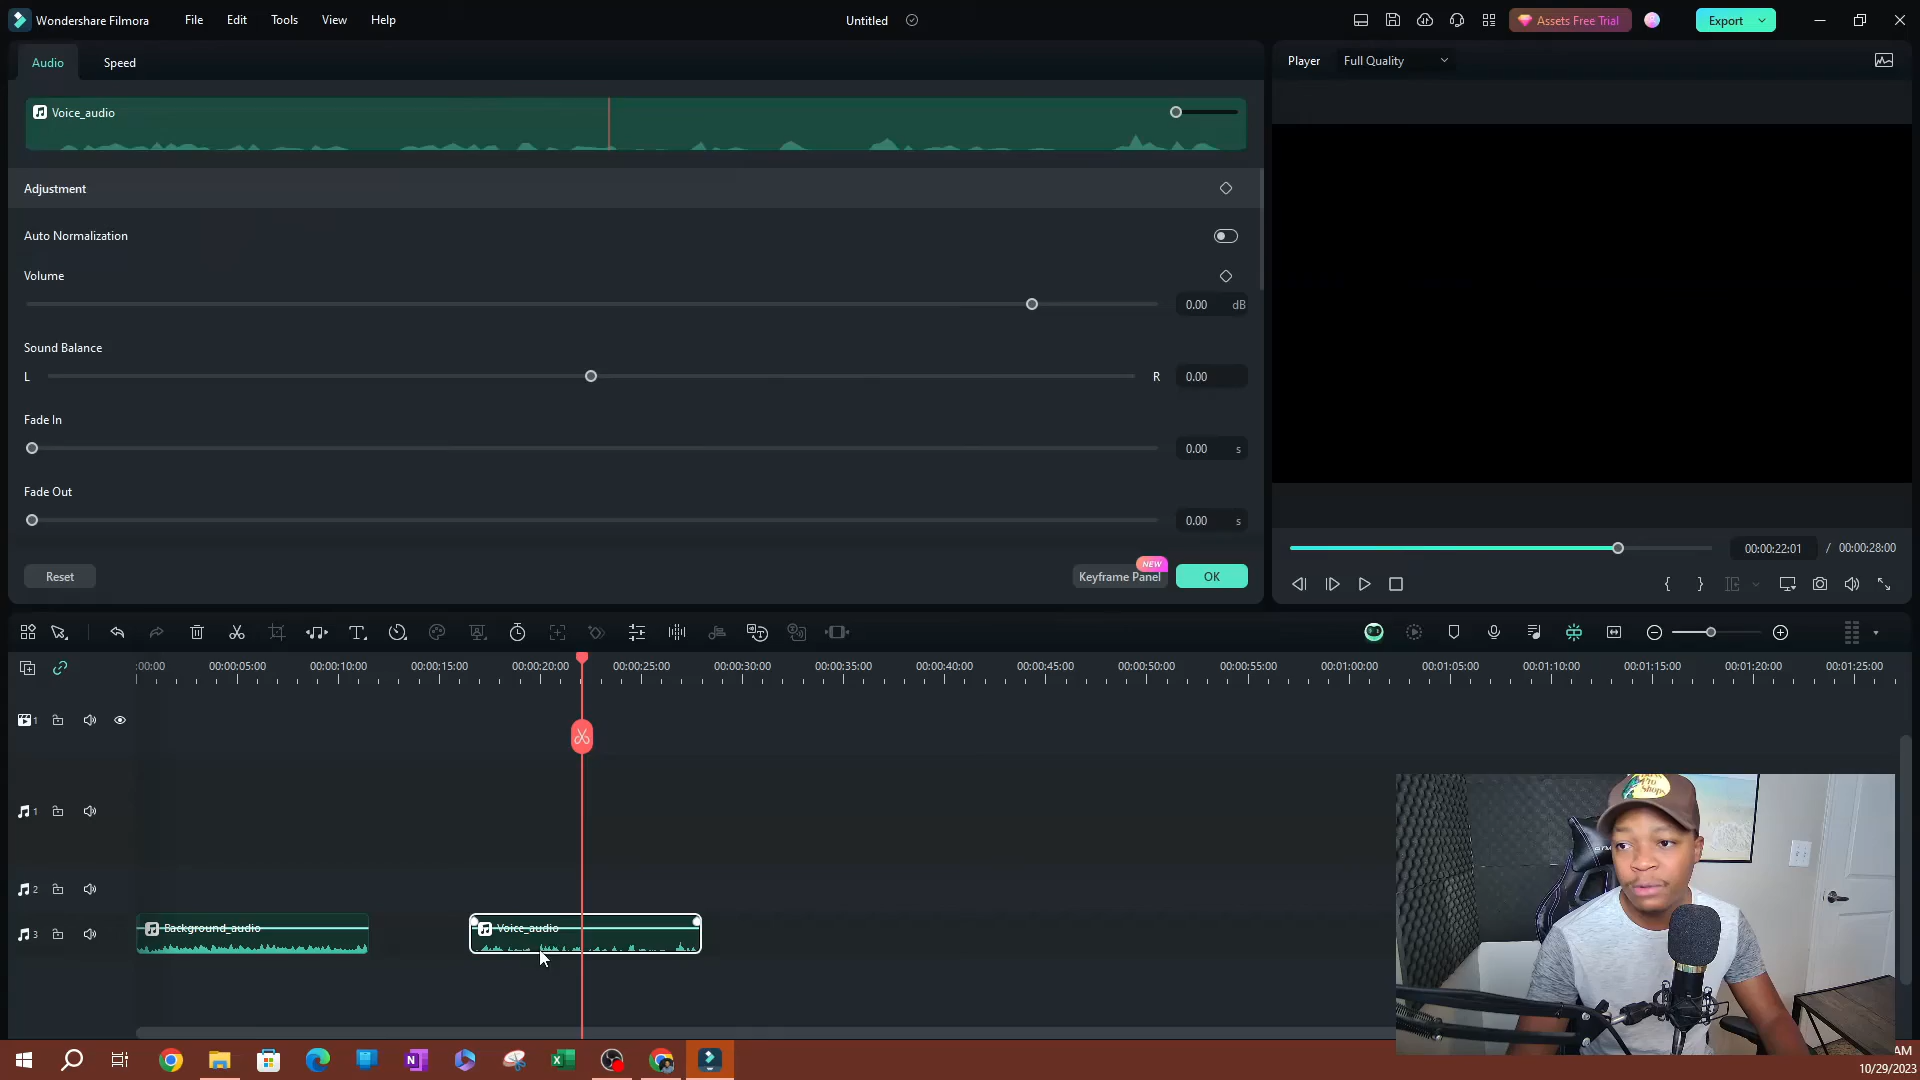 Wondershare Filmora File Edit Tools View Help Untitled Assets Free Trial Export
Audio Speed
Player Full Quality
Voice_audio
Adjustment
Auto Normalization
Volume
0.00 dB
Sound Balance
L R 0.00
Fade In
0.00 s
Fade Out
0.00 s
00:00:22:01 / 00:00:28:00
NEW
Reset Keyframe Panel OK
:00:00 00:00:05:00 00:00:10:00 00:00:15:00 00:00:20:00 00:00:25:00 00:00:30:00 00:00:35:00 00:00:40:00 00:00:45:00 00:00:50:00 00:00:55:00 00:01:00:00 00:01:05:00 00:01:10:00 00:01:15:00 00:01:20:00 00:01:25:00
1
1
2
3
Background_audio Voice_audio
Pro Shops
AM
10/29/2023